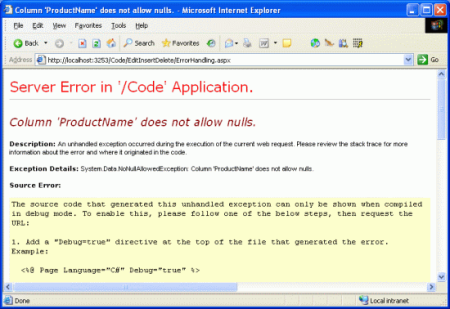 Column 'ProductName' does not allow nulls. - Microsoft Internet Explorer
File Edit View Favorites Tools Help
Back Search Favorites
Address http://localhost:3253/Code/EditInsertDelete/ErrorHandling.aspx Go
Server Error in '/Code' Application.
Column 'ProductName' does not allow nulls.
Description: An unhandled exception occurred during the execution of the current web request. Please review the stack trace for more
information about the error and where it originated in the code.
Exception Details: System.Data.NoNullAllowedException: Column 'ProductName' does not allow nulls.
Source Error:
The source code that generated this unhandled exception can only be shown when compiled
in debug mode. To enable this, please follow one of the below steps, then request the
URL:
1. Add a "Debug=true" directive at the top of the file that generated the error.
Example:
<%@ Page Language="C#" Debug="true" %>
Done Local intranet